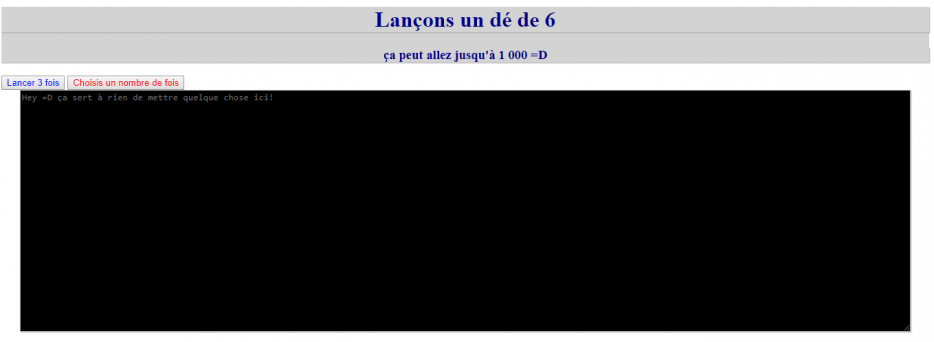 Lançons un dé de 6
ça peut allez jusqu'à 1 000 =D
Lancer 3 fois Choisis un nombre de fois
Hey =D ça sert à rien de mettre quelque chose ici!